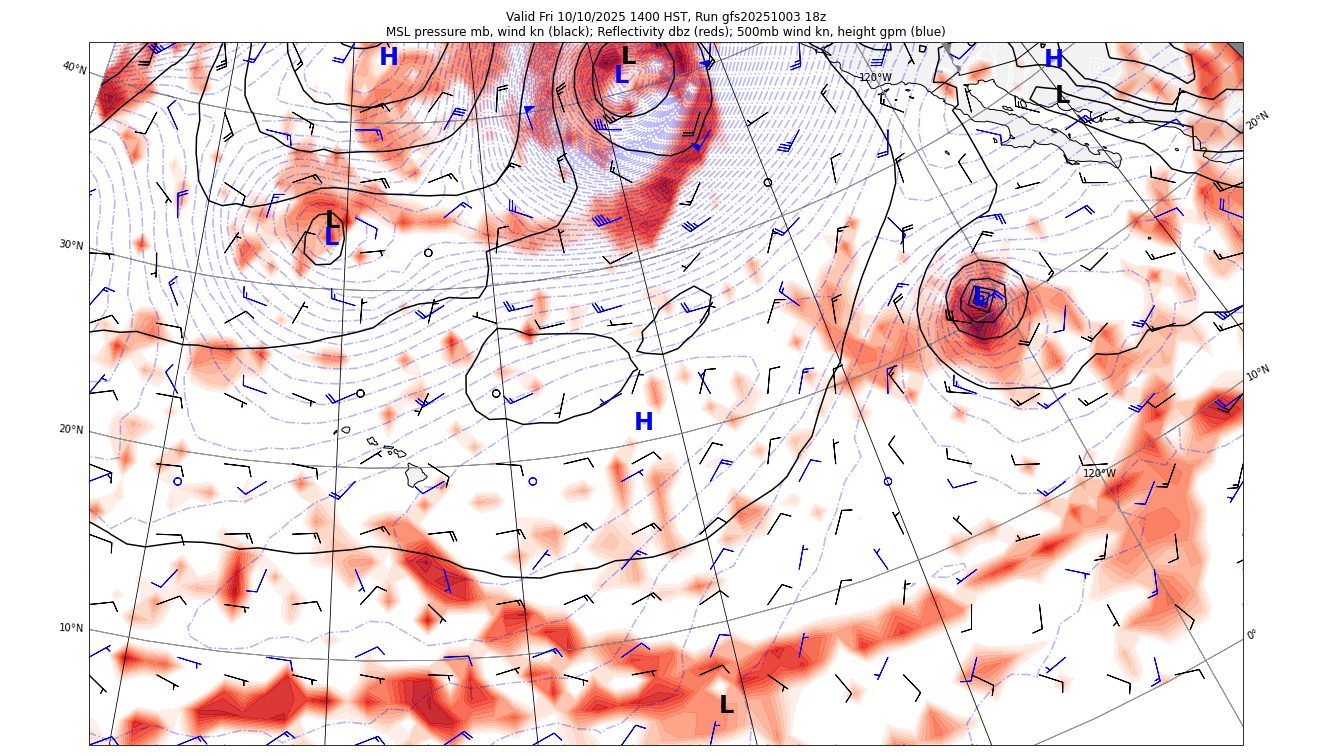 Valid Fri 10/10/2025 1400 HST, Run gfs20251003 18z
MSL pressure mb, wind kn (black); Reflectivity dbz (reds); 500mb wind kn, height gpm (blue)
H
L
L
H
L
40°N
120°W
20°N
L
L
30°N
L
10°N
H
20°N
120°W
10°N
0°
L